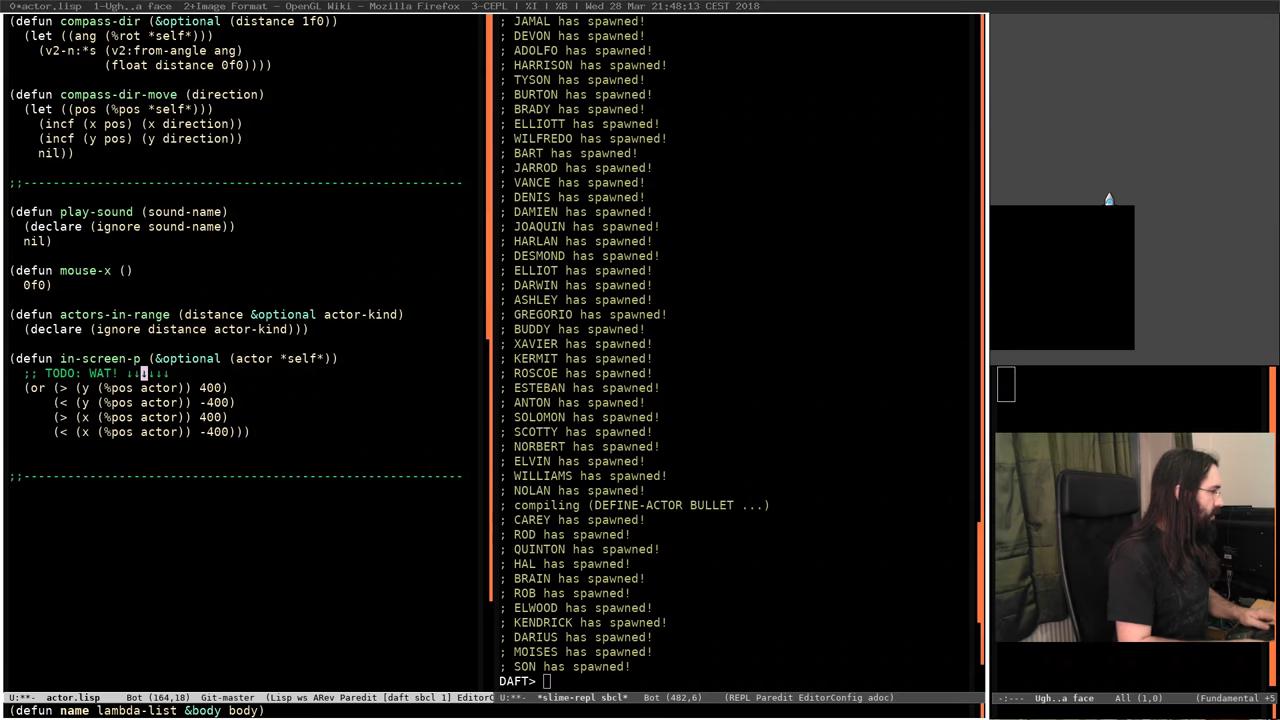 0*actor.lisp  1-Ugh..a face  2+Image Format - OpenGL Wiki - Mozilla Firefox  3-CEPL | %I | %B | Wed 28 Mar 21:48:13 CEST 2018
(defun compass-dir (&optional (distance 1f0))
  (let ((ang (%rot *self*)))
    (v2-n:*s (v2:from-angle ang)
             (float distance 0f0))))
(defun compass-dir-move (direction)
  (let ((pos (%pos *self*)))
    (incf (x pos) (x direction))
    (incf (y pos) (y direction))
    nil))
;;------------------------------------------------------------
(defun play-sound (sound-name)
  (declare (ignore sound-name))
  nil)
(defun mouse-x ()
  0f0)
(defun actors-in-range (distance &optional actor-kind)
  (declare (ignore distance actor-kind)))
(defun in-screen-p (&optional (actor *self*))
  ;; TODO: WAT! ↓↓↓↓↓↓
  (or (> (y (%pos actor)) 400)
      (< (y (%pos actor)) -400)
      (> (x (%pos actor)) 400)
      (< (x (%pos actor)) -400)))
;;------------------------------------------------------------
U:**-  actor.lisp     Bot (164,18)  Git-master  (Lisp ws ARev Paredit [daft sbcl 1] EditorC
(defun name lambda-list &body body)
; JAMAL has spawned!
; DEVON has spawned!
; ADOLFO has spawned!
; HARRISON has spawned!
; TYSON has spawned!
; BURTON has spawned!
; BRADY has spawned!
; ELLIOTT has spawned!
; WILFREDO has spawned!
; BART has spawned!
; JARROD has spawned!
; VANCE has spawned!
; DENIS has spawned!
; DAMIEN has spawned!
; JOAQUIN has spawned!
; HARLAN has spawned!
; DESMOND has spawned!
; ELLIOT has spawned!
; DARWIN has spawned!
; ASHLEY has spawned!
; GREGORIO has spawned!
; BUDDY has spawned!
; XAVIER has spawned!
; KERMIT has spawned!
; ROSCOE has spawned!
; ESTEBAN has spawned!
; ANTON has spawned!
; SOLOMON has spawned!
; SCOTTY has spawned!
; NORBERT has spawned!
; ELVIN has spawned!
; WILLIAMS has spawned!
; NOLAN has spawned!
; compiling (DEFINE-ACTOR BULLET ...)
; CAREY has spawned!
; ROD has spawned!
; QUINTON has spawned!
; HAL has spawned!
; BRAIN has spawned!
; ROB has spawned!
; ELWOOD has spawned!
; KENDRICK has spawned!
; DARIUS has spawned!
; MOISES has spawned!
; SON has spawned!
DAFT>
U:**-  *slime-repl sbcl*   Bot (482,6)    (REPL Paredit EditorConfig adoc)
-:---  Ugh..a face    All (1,0)    (Fundamental +5